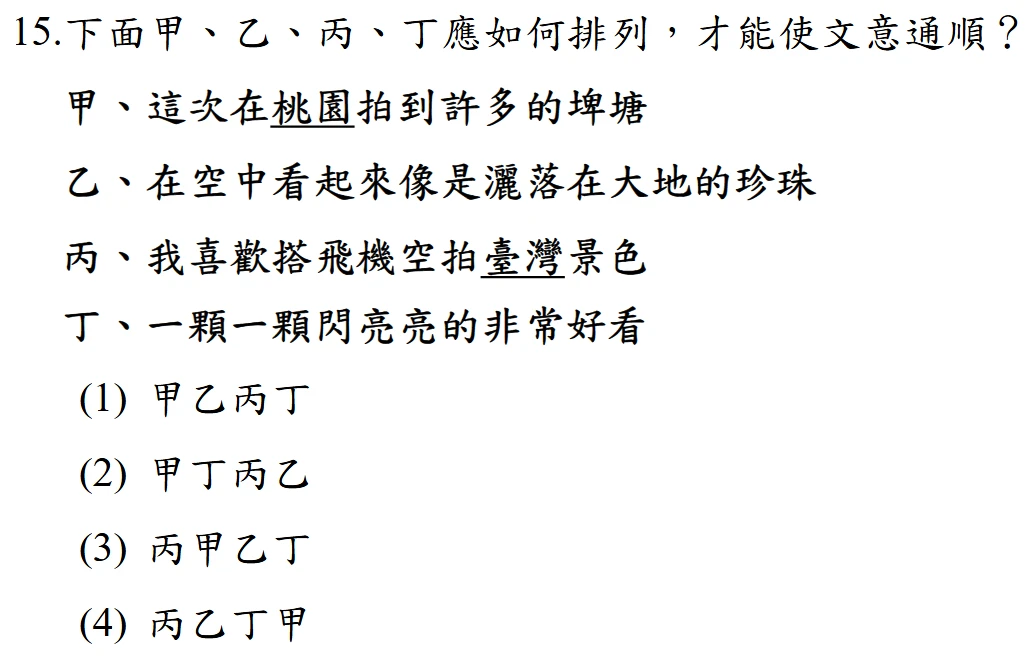 15.下面甲、乙、丙、丁應如何排列，才能使文意通順？
甲、這次在桃園拍到許多的埤塘
乙、在空中看起來像是灑落在大地的珍珠
丙、我喜歡搭飛機空拍臺灣景色
丁、一顆一顆閃亮亮的非常好看
(1) 甲乙丙丁
(2) 甲丁丙乙
(3) 丙甲乙丁
(4) 丙乙丁甲